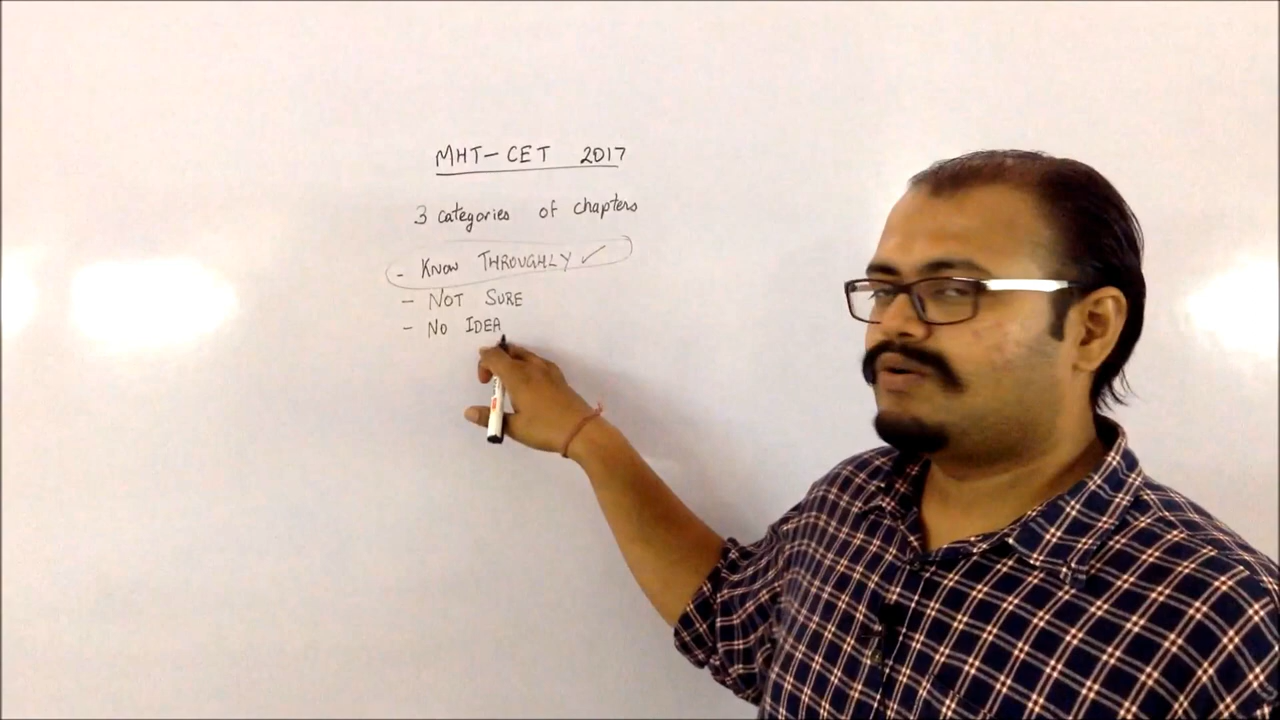 MHT-CET 2017
3 categories of chapters
- KNOW THROUGHLY ✓
- NOT SURE
- NO IDEA